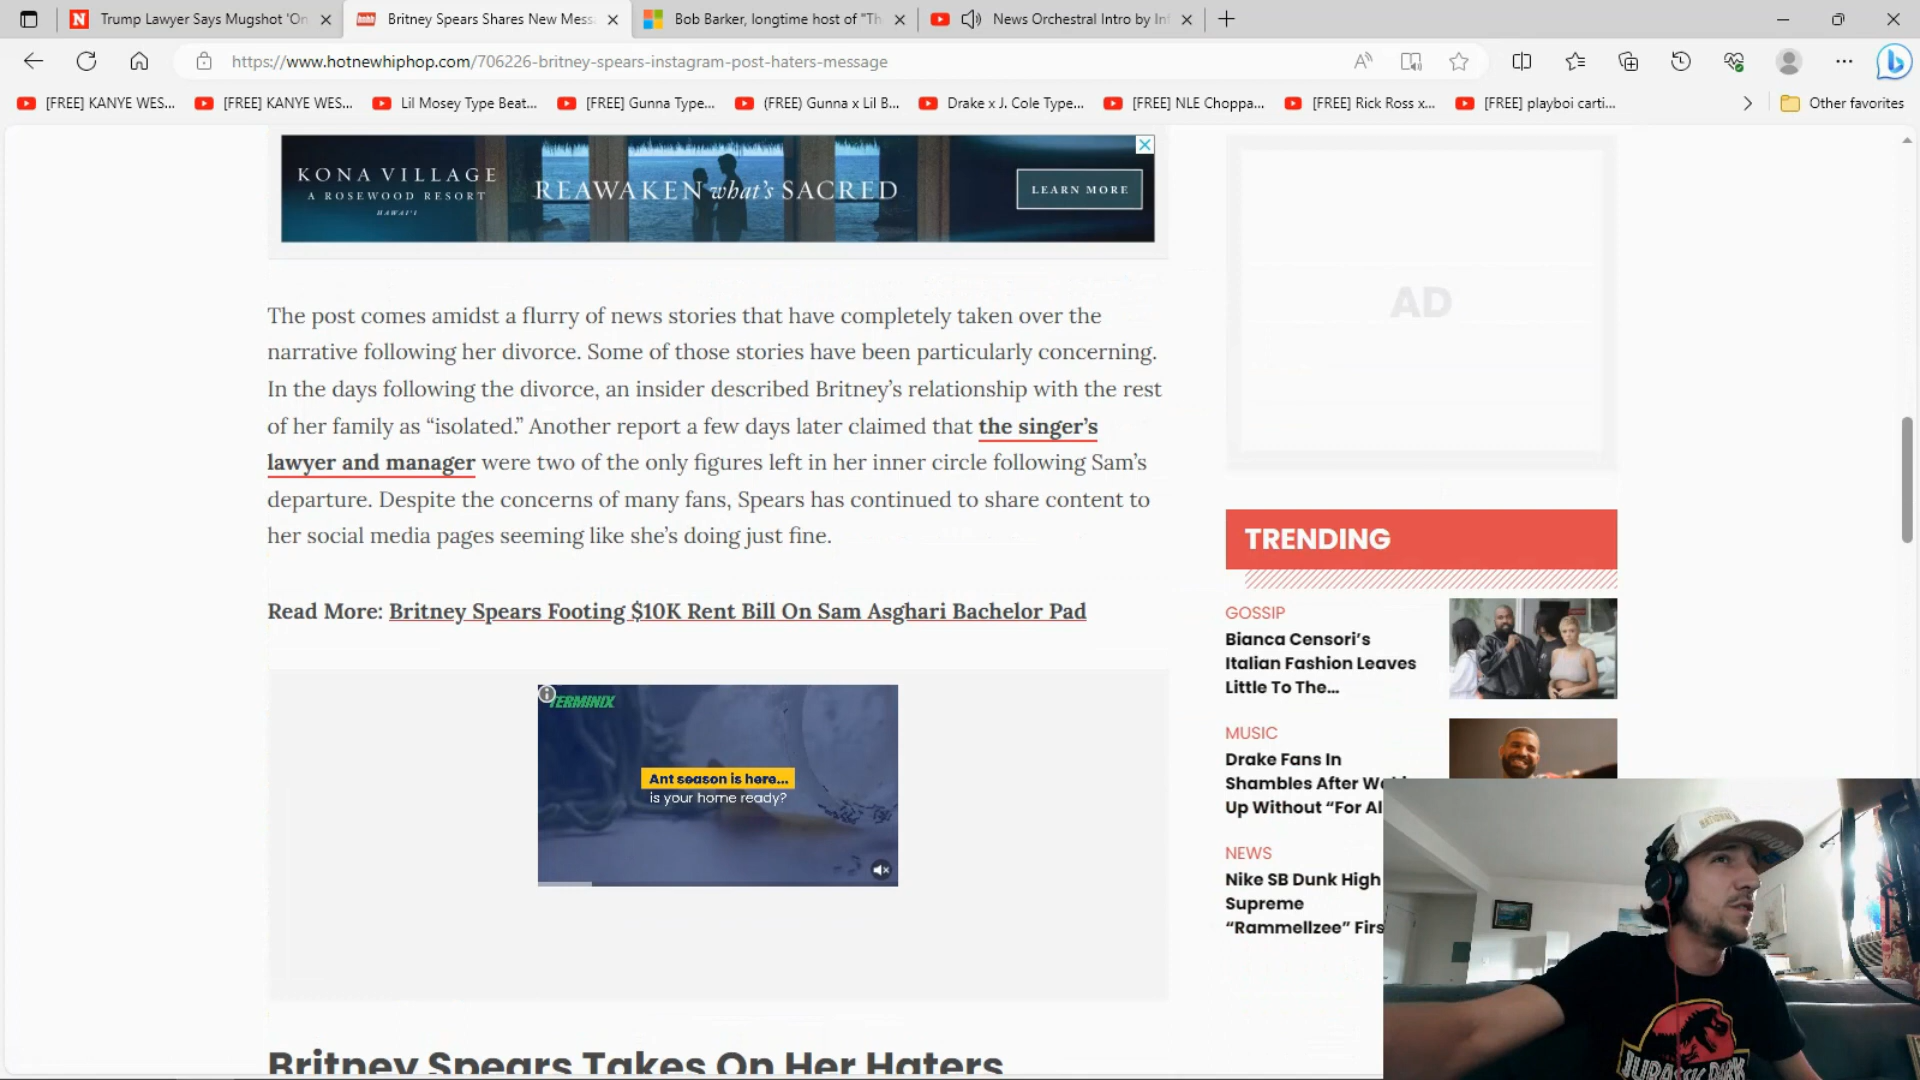 Trump Lawyer Says Mugshot 'On
Britney Spears Shares New Mess
Bob Barker, longtime host of "Th
News Orchestral Intro by Inf
https://www.hotnewhiphop.com/706226-britney-spears-instagram-post-haters-message
[FREE] KANYE WES...
[FREE] KANYE WES...
Lil Mosey Type Beat...
[FREE] Gunna Type...
(FREE) Gunna x Lil B...
Drake x J. Cole Type...
[FREE] NLE Choppa...
[FREE] Rick Ross x...
[FREE] playboi carti...
Other favorites
KONA VILLAGE
A ROSEWOOD RESORT
HAWAI'I
REAWAKEN what's SACRED
LEARN MORE
AD
The post comes amidst a flurry of news stories that have completely taken over the
narrative following her divorce. Some of those stories have been particularly concerning.
In the days following the divorce, an insider described Britney's relationship with the rest
of her family as “isolated.” Another report a few days later claimed that the singer's
lawyer and manager were two of the only figures left in her inner circle following Sam's
departure. Despite the concerns of many fans, Spears has continued to share content to
her social media pages seeming like she's doing just fine.
Read More: Britney Spears Footing $10K Rent Bill On Sam Asghari Bachelor Pad
TERMINIX
Ant season is here...
is your home ready?
Britney Spears Takes On Her Haters
TRENDING
GOSSIP
Bianca Censori's
Italian Fashion Leaves
Little To The...
MUSIC
Drake Fans In
Shambles After W
Up Without “For Al
NEWS
Nike SB Dunk High
Supreme
“Rammellzee” Firs
JURASSIC PARK